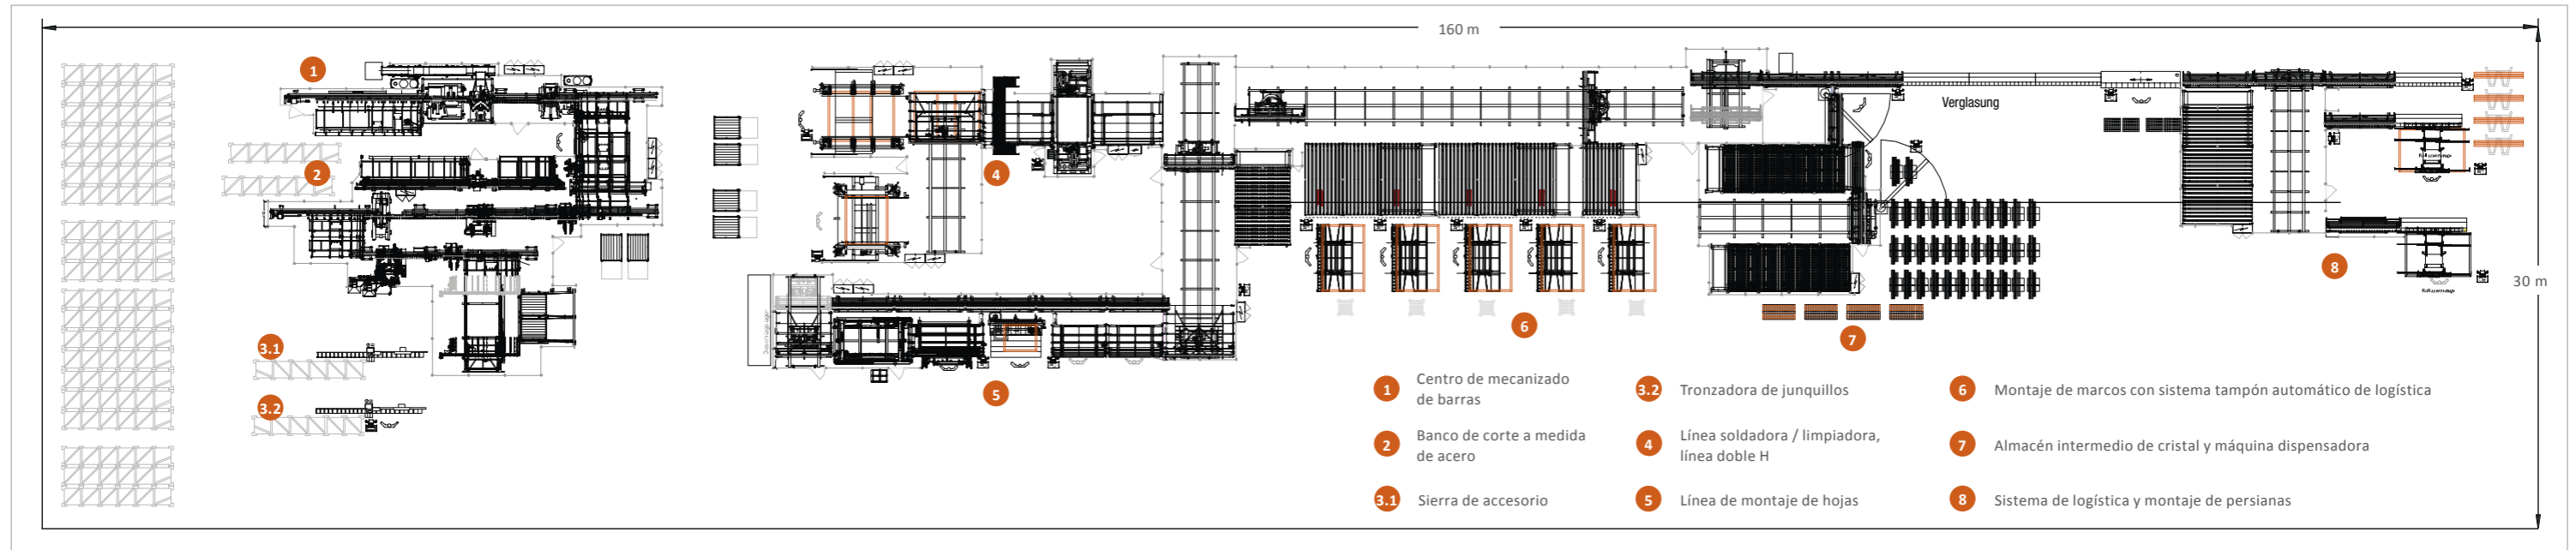 160 m
1
Verglasung
2
4
8
30 m
6
3.1
7
5
3.2
1 Centro de mecanizado
de barras
2 Banco de corte a medida
de acero
3.1 Sierra de accesorio
3.2 Tronzadora de junquillos
4 Línea soldadora / limpiadora,
línea doble H
5 Línea de montaje de hojas
6 Montaje de marcos con sistema tampón automático de logística
7 Almacén intermedio de cristal y máquina dispensadora
8 Sistema de logística y montaje de persianas